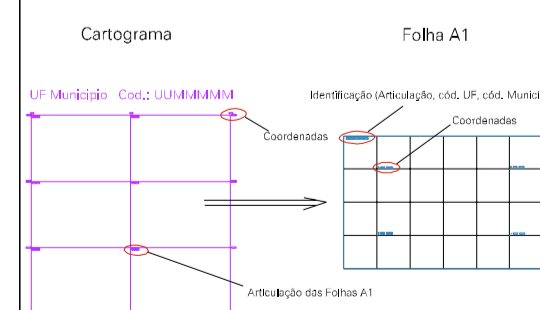 Cartograma
Folha A1
UF Municipio Cod.: UUMMMMM
Identificação (Articulação, cód. UF, cód. Munici
Coordenadas
Coordenadas
Articulação das Folhas A1